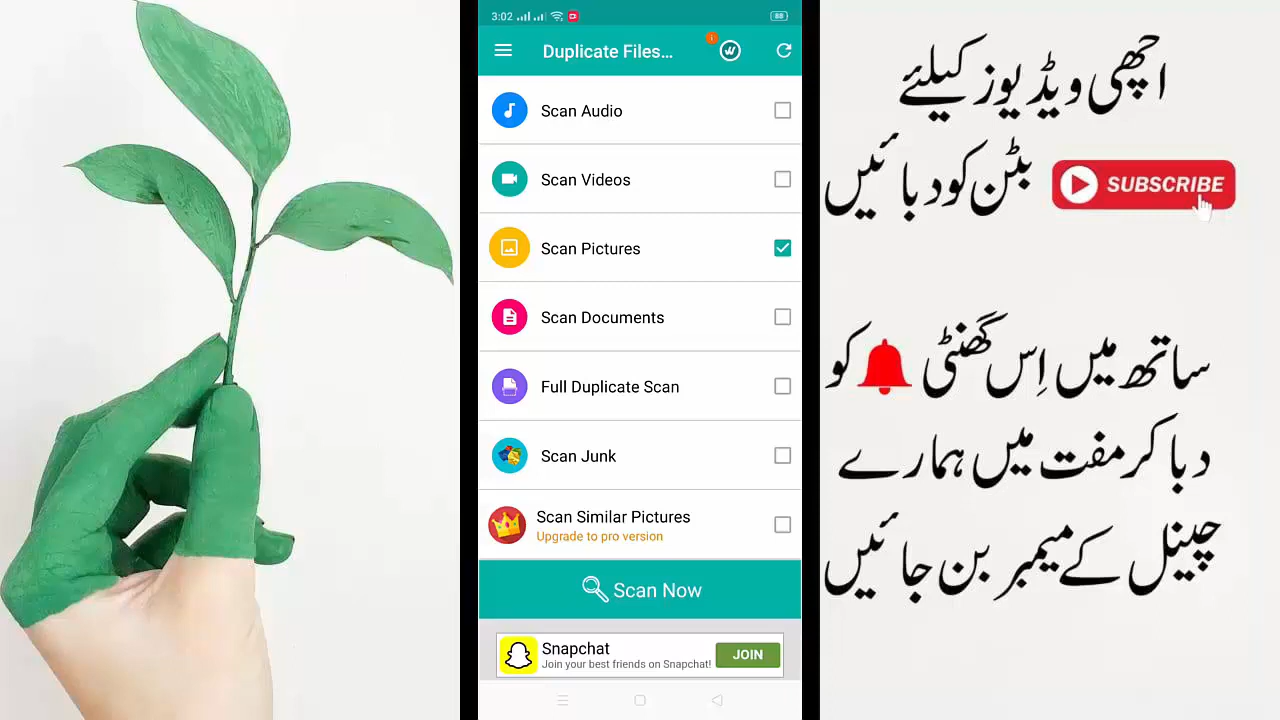 3:02
88
Duplicate Files...
Scan Audio
Scan Videos
Scan Pictures
Scan Documents
Full Duplicate Scan
Scan Junk
Scan Similar Pictures
Upgrade to pro version
Scan Now
Snapchat
Join your best friends on Snapchat!
JOIN
اچھی ویڈیوز کیلئے
بٹن کو دبائیں SUBSCRIBE
ساتھ میں اِس گھنٹی کو
دبا کر مفت میں ہمارے
چینل کے میمبر بن جائیں